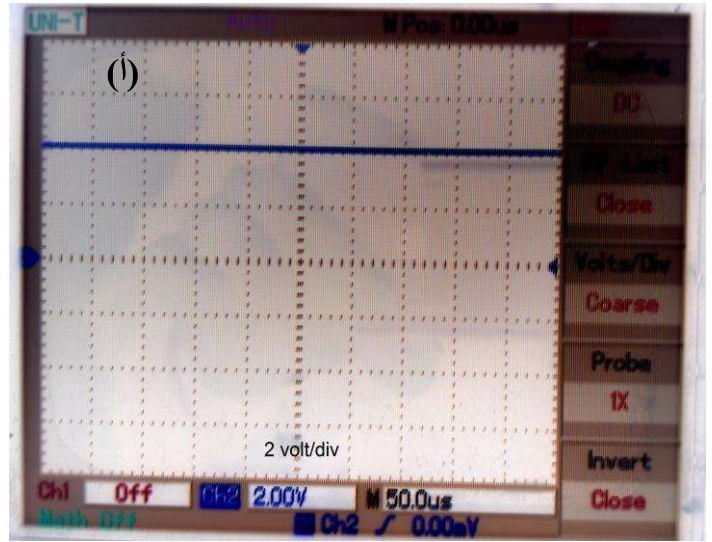 UNI-T Auto M Pos: 0.00us
(أ)
Coupling
DC
Close
Volts/Div
Coarse
Probe
1X
Invert
Close
2 volt/div
Ch1 Off Ch2 2.00V M 50.0us
Math Off Ch2 0.00mV